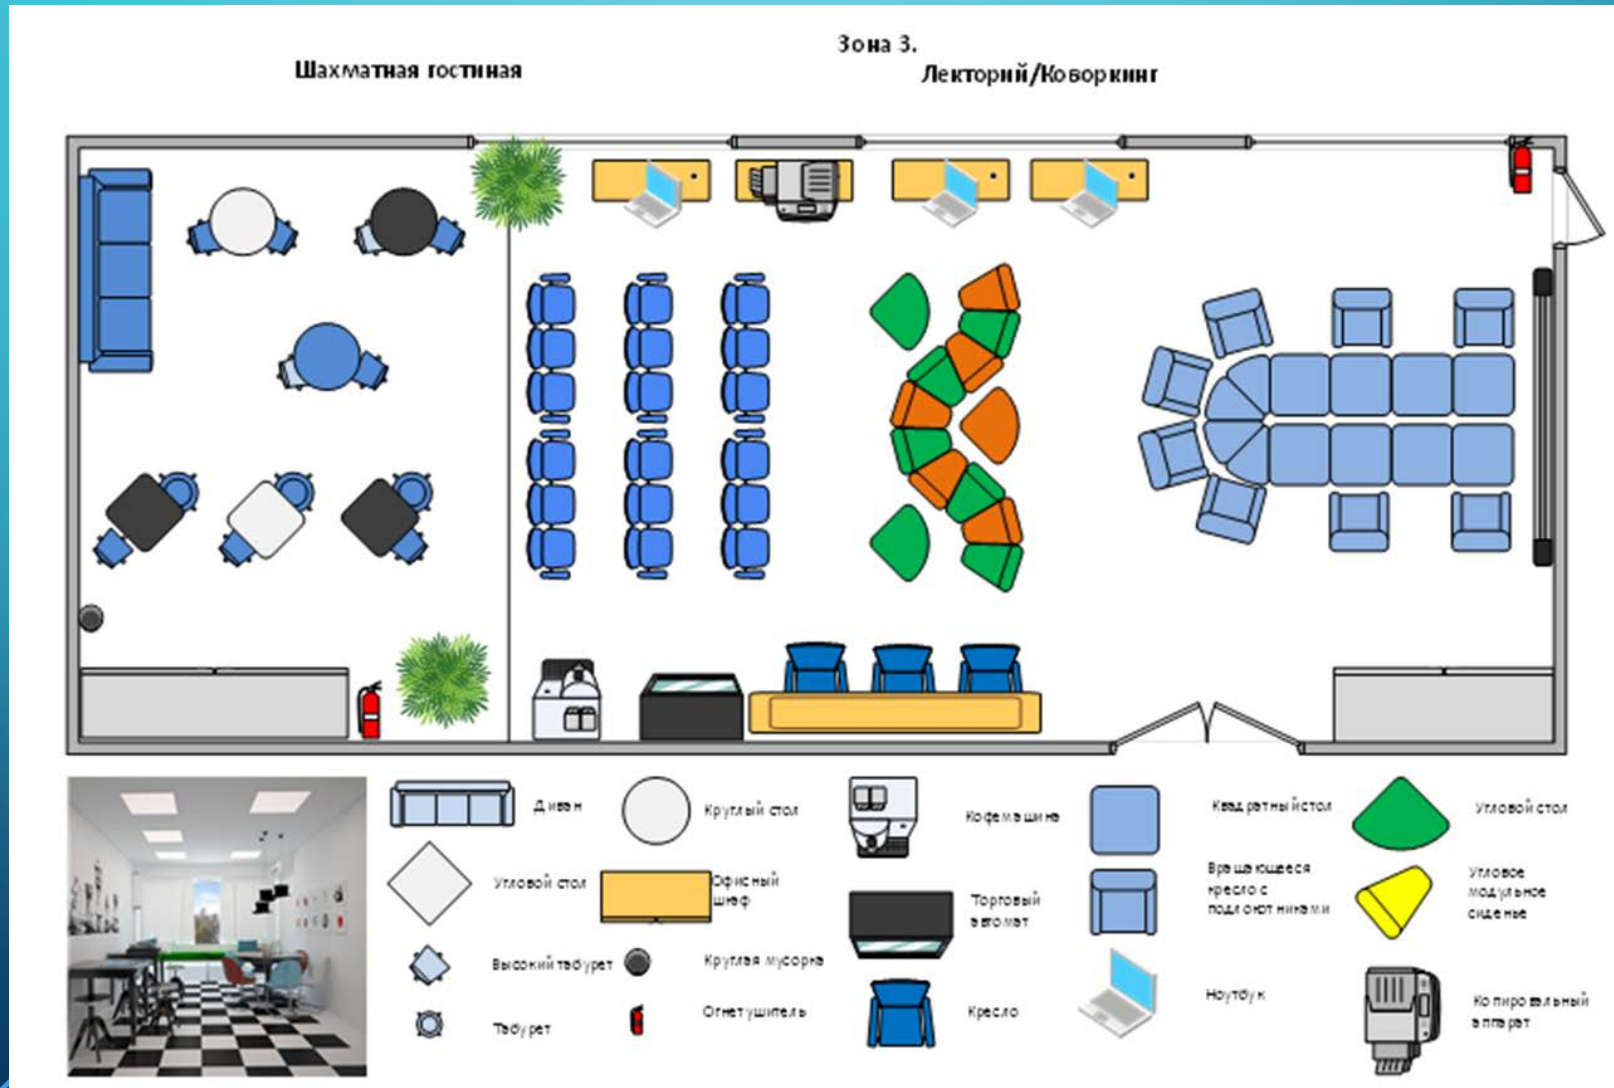 Зона 3.
Шахматная гостиная
Лекторий/Коворкинг
Диван
Круглый стол
Кофемашина
Квадратный стол
Угловой стол
Угловой стол
Офисный
шкаф
Торговый
автомат
Вращающееся
кресло с
подлокотниками
Угловое
модульное
сиденье
Высокий табурет
Круглая мусорка
Табурет
Огнетушитель
Кресло
Ноутбук
Копировальный
аппарат